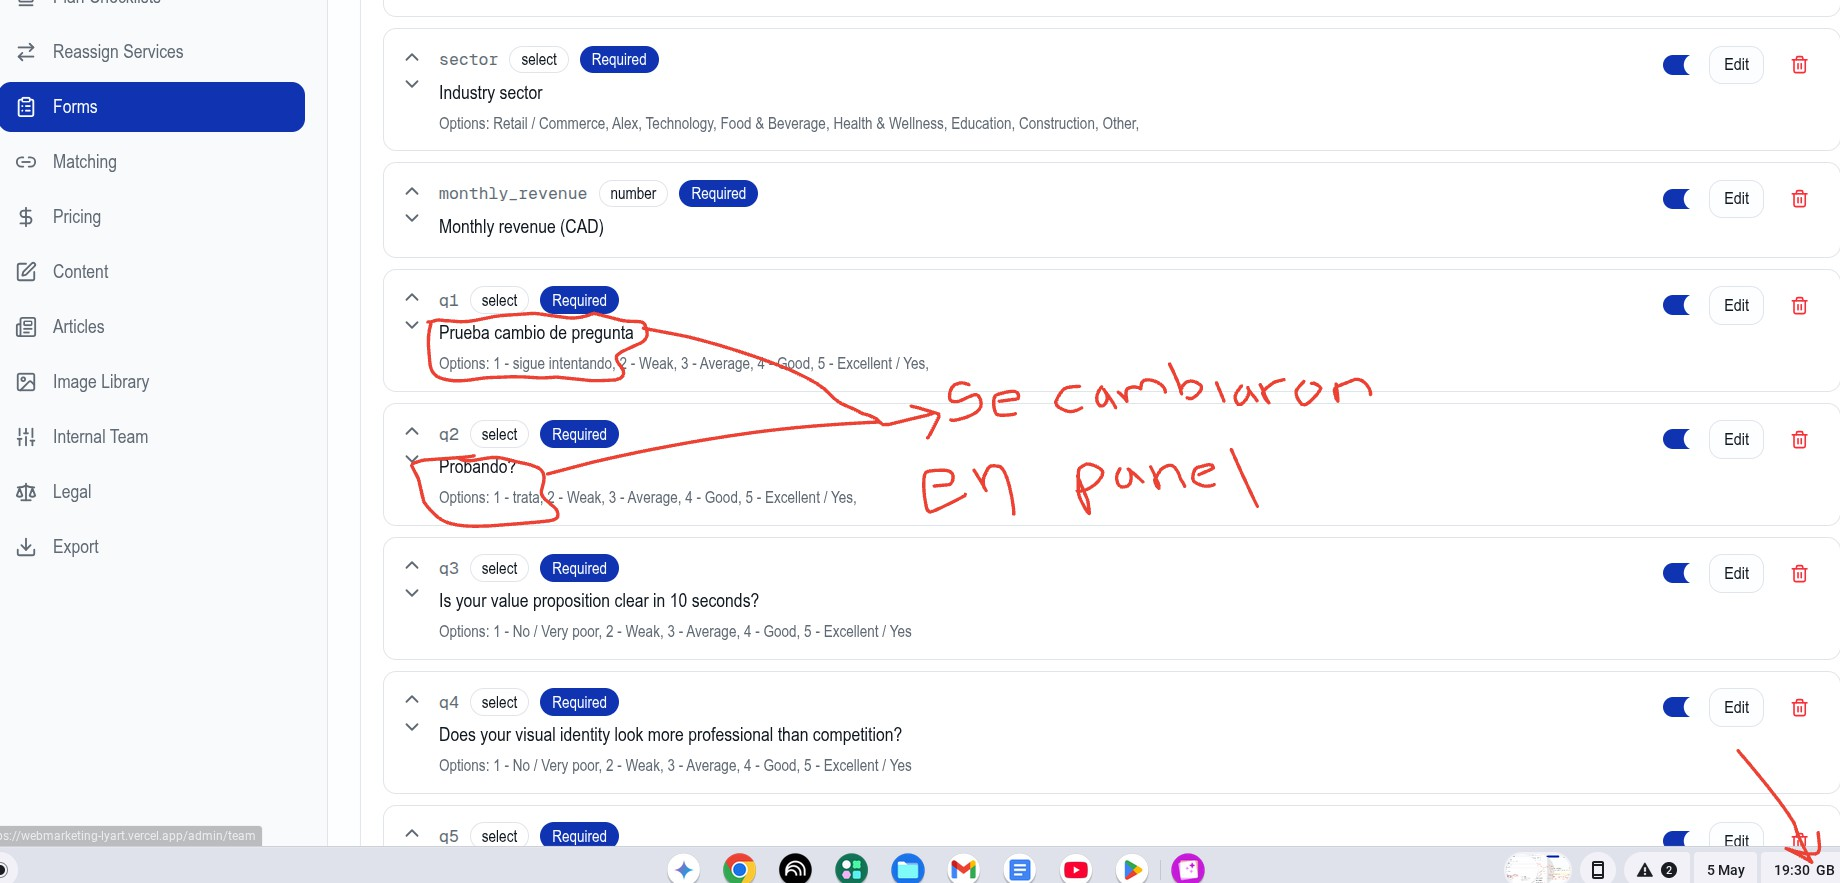 Plan Checklists
Reassign Services
Forms
Matching
Pricing
Content
Articles
Image Library
Internal Team
Legal
Export
sector select Required
Edit
Industry sector
Options: Retail / Commerce, Alex, Technology, Food & Beverage, Health & Wellness, Education, Construction, Other,
monthly_revenue number Required
Edit
Monthly revenue (CAD)
q1 select Required
Edit
Prueba cambio de pregunta
Options: 1 - sigue intentando, 2 - Weak, 3 - Average, 4 - Good, 5 - Excellent / Yes,
Se cambiaron
q2 select Required
Edit
Probando?
En panel
Options: 1 - trata, 2 - Weak, 3 - Average, 4 - Good, 5 - Excellent / Yes,
q3 select Required
Edit
Is your value proposition clear in 10 seconds?
Options: 1 - No / Very poor, 2 - Weak, 3 - Average, 4 - Good, 5 - Excellent / Yes
q4 select Required
Edit
Does your visual identity look more professional than competition?
Options: 1 - No / Very poor, 2 - Weak, 3 - Average, 4 - Good, 5 - Excellent / Yes
q5 select Required
Edit
ps://webmarketing-lyart.vercel.app/admin/team
2
5 May
19:30 GB